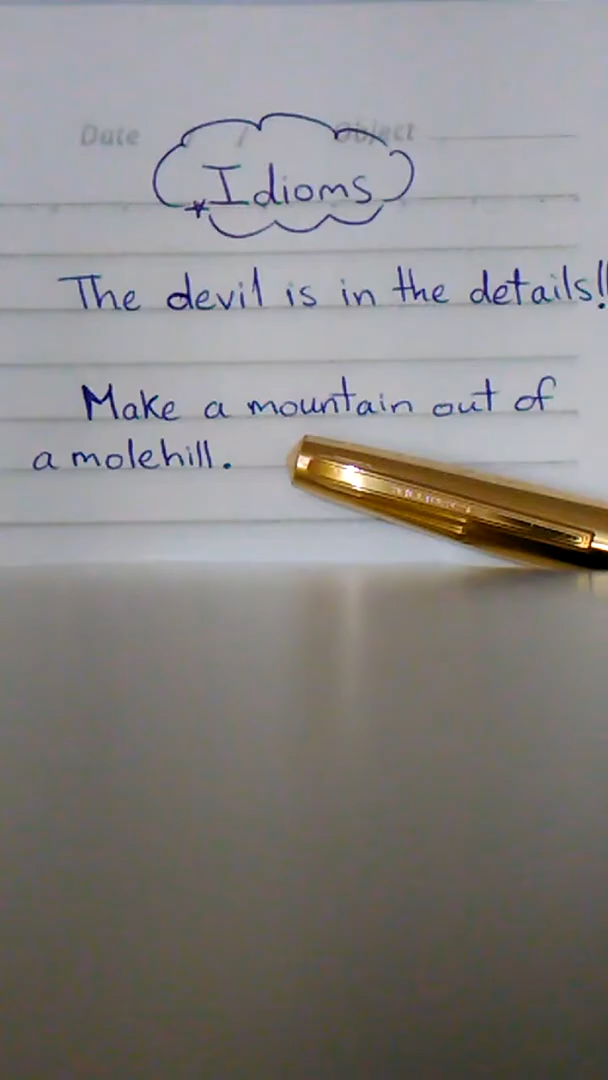 Date / / Object
Idioms
The devil is in the details!!
Make a mountain out of
a molehill.